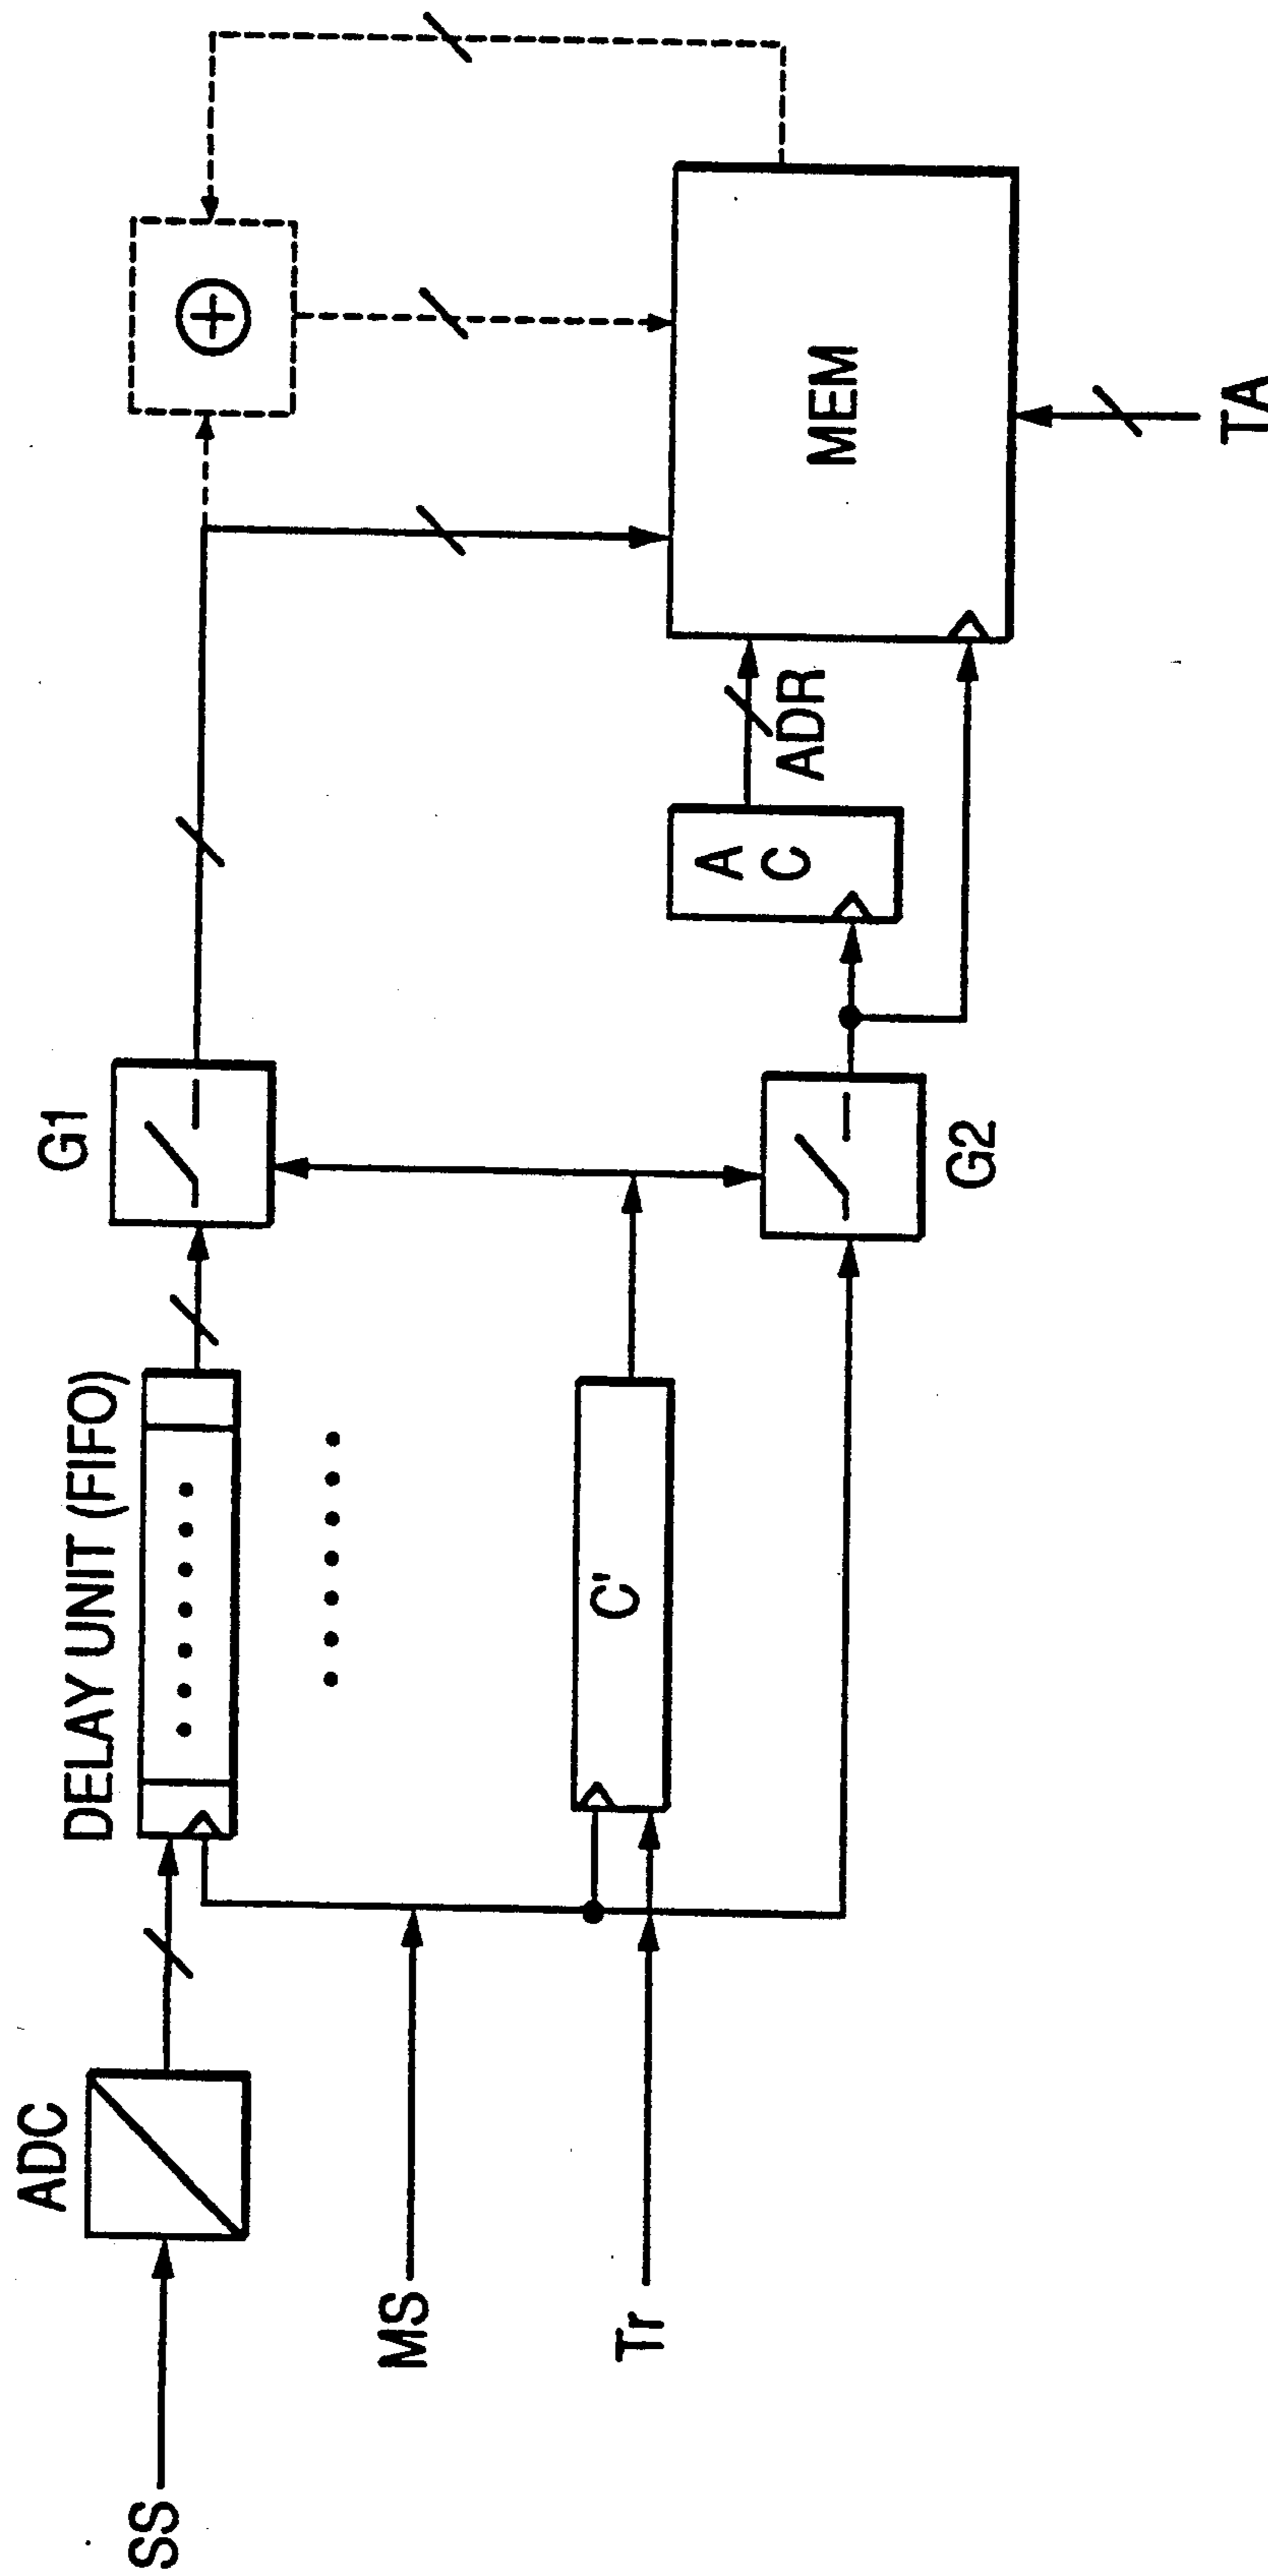 SS
ADC
DELAY UNIT (FIFO)
G1
MS
Tr
C'
G2
A
C
ADR
MEM
TA